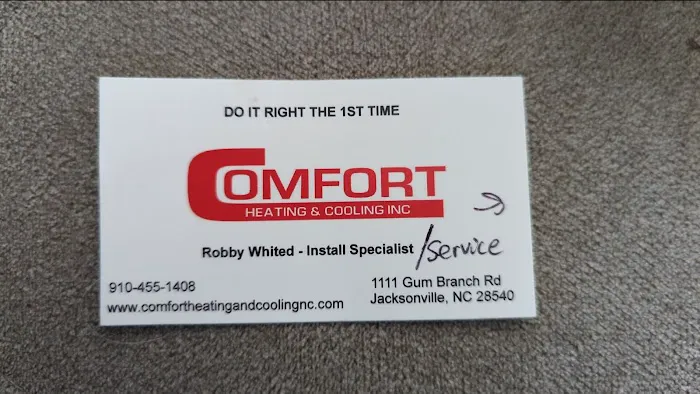 DO IT RIGHT THE 1ST TIME
COMFORT
HEATING & COOLING INC
Robby Whited - Install Specialist /Service
910-455-1408
www.comfortheatingandcoolingnc.com
1111 Gum Branch Rd
Jacksonville, NC 28540